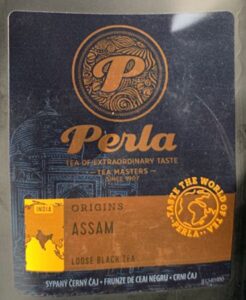 P
Perla
TEA OF EXTRAORDINARY TASTE
TEA MASTERS
SINCE 1907
TASTE THE WORLD OF PERLA TEA
INDIA
ORIGINS
ASSAM
LOOSE BLACK TEA
SYPANÝ ČERNÝ ČAJ • FRUNZE DE CEAI NEGRU • CRNI ČAJ